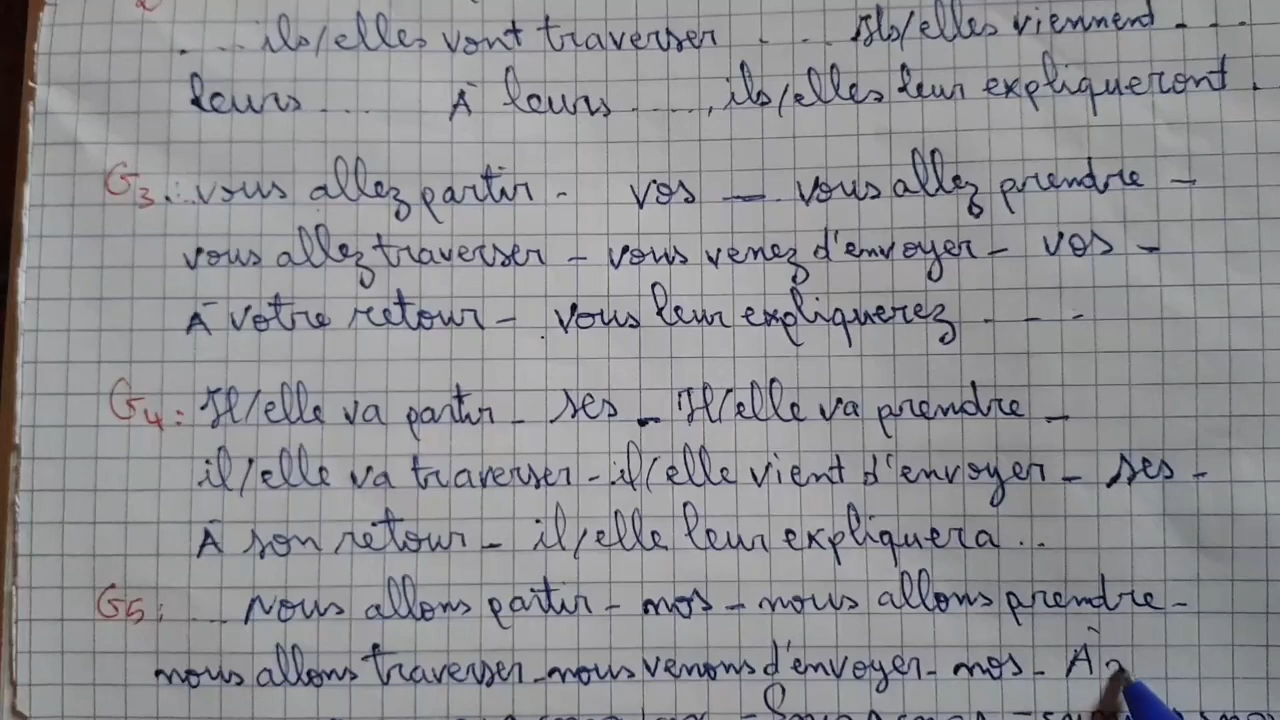 ... ils/elles vont traverser ... Ils/elles viennent ...
leurs ... À leurs ..., ils/elles leur expliqueront.
G3: vous allez partir - vos - vous allez prendre -
vous allez traverser - vous venez d'envoyer - vos -
À votre retour - vous leur expliquerez ...
G4: Il/elle va partir - ses - Il/elle va prendre -
il/elle va traverser - il/elle vient d'envoyer - ses -
À son retour - il/elle leur expliquera ..
G5: ... Nous allons partir - nos - nous allons prendre -
nous allons traverser - nous venons d'envoyer - nos - À